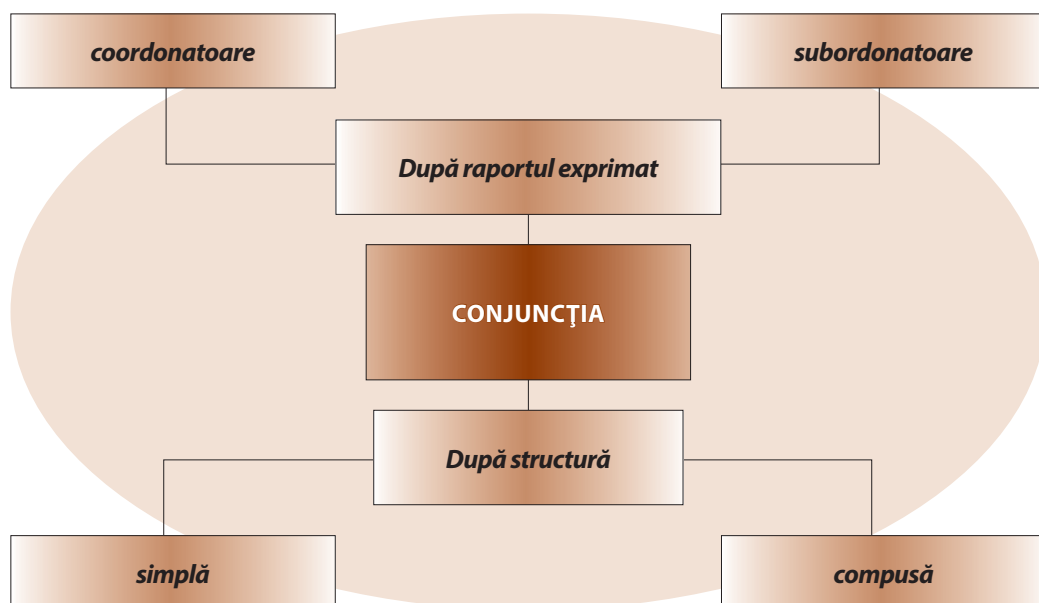 coordonatoare
subordonatoare
După raportul exprimat
CONJUNCŢIA
După structură
simplă
compusă